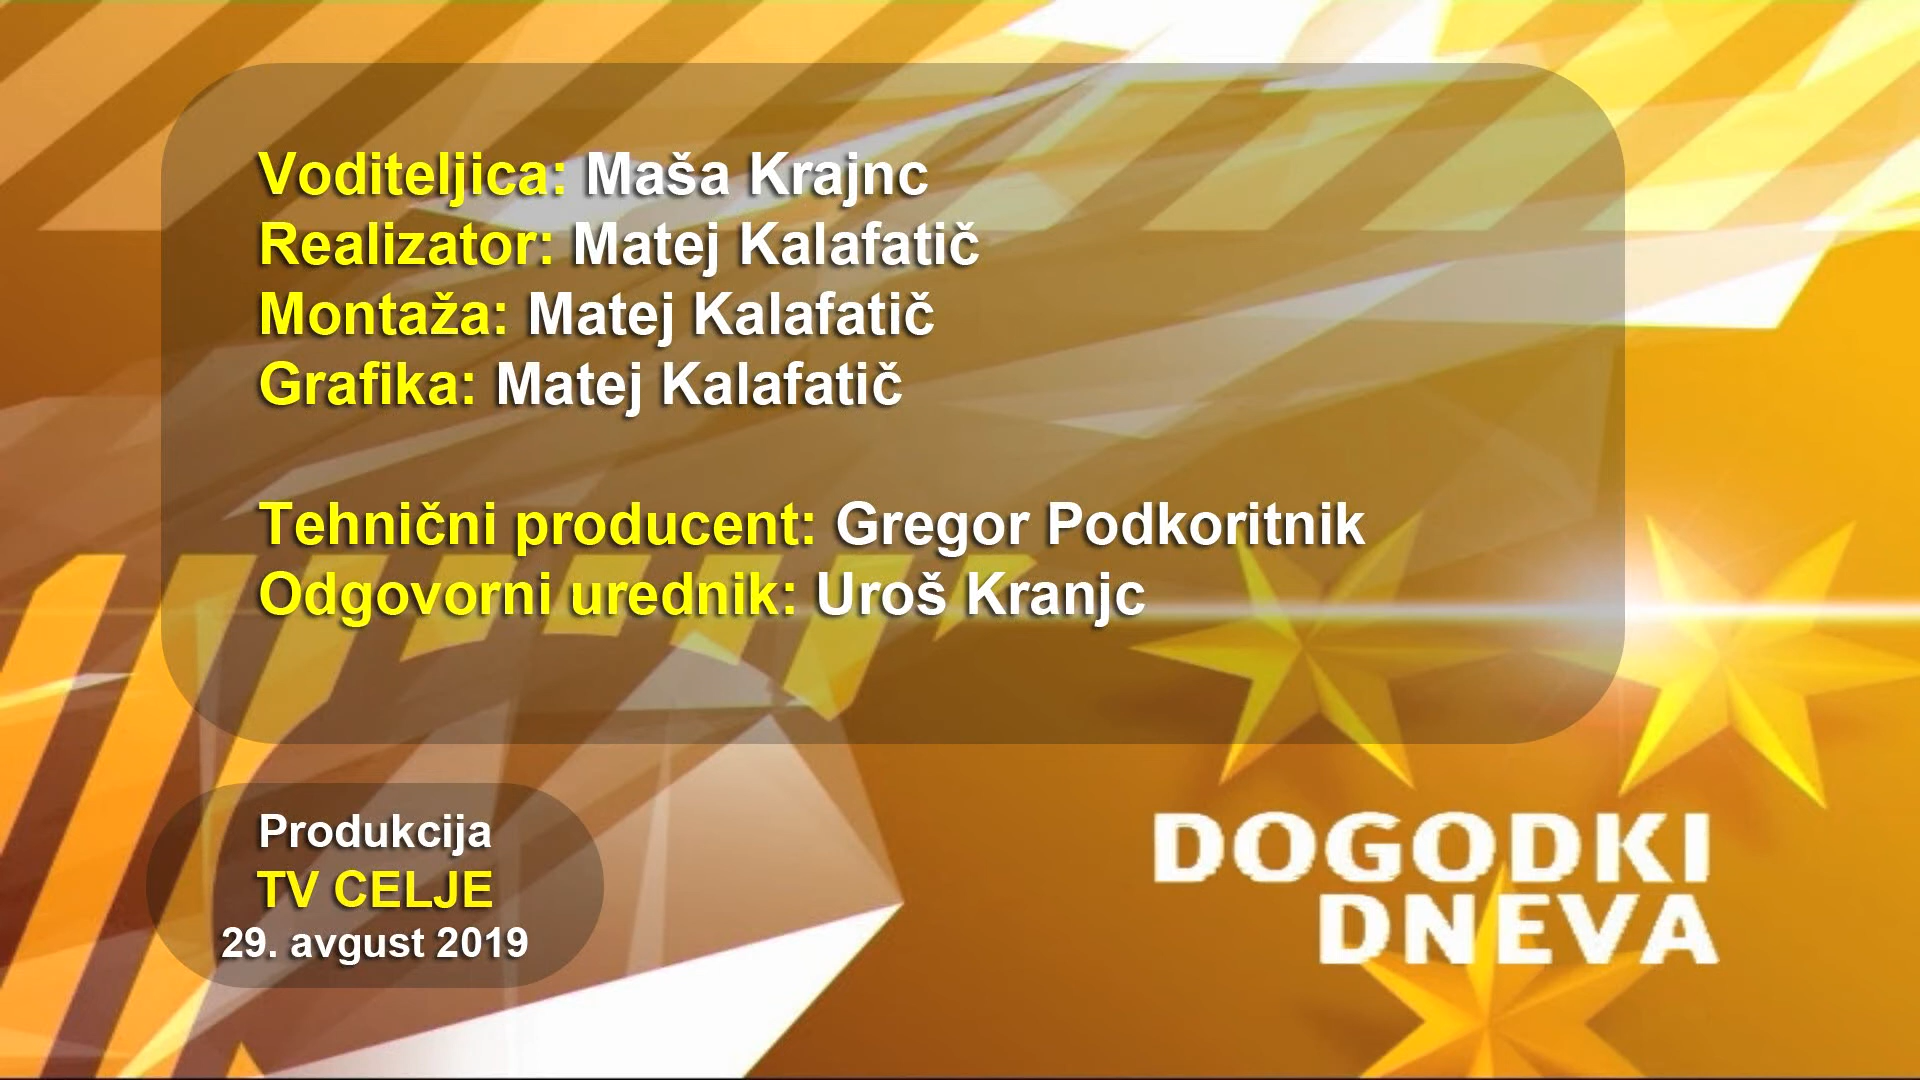 Voditeljica: Maša Krajnc
Realizator: Matej Kalafatič
Montaža: Matej Kalafatič
Grafika: Matej Kalafatič
Tehnični producent: Gregor Podkoritnik
Odgovorni urednik: Uroš Kranjc
Produkcija
TV CELJE
29. avgust 2019
DOGODKI
DNEVA